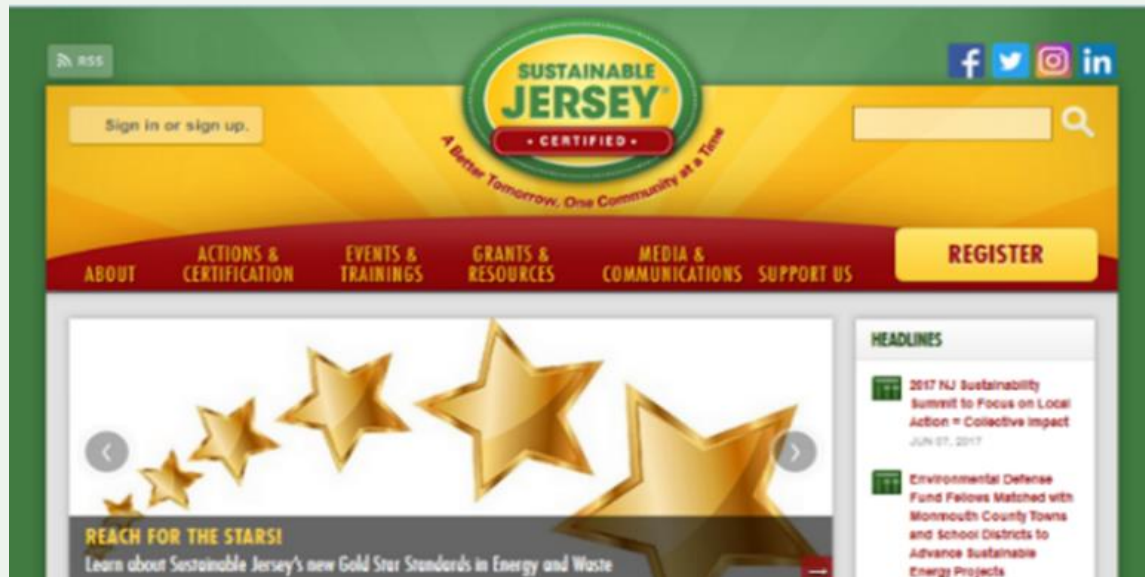 RSS
SUSTAINABLE
JERSEY
• CERTIFIED •
A Better Tomorrow, One Community at a Time
f
in
Sign in or sign up.
ABOUT
ACTIONS &
CERTIFICATION
EVENTS &
TRAININGS
GRANTS &
RESOURCES
MEDIA &
COMMUNICATIONS
SUPPORT US
REGISTER
REACH FOR THE STARS!
Learn about Sustainable Jersey's new Gold Star Standards in Energy and Waste
HEADLINES
2017 NJ Sustainability
Summit to Focus on Local
Action = Collective Impact
JUN 07, 2017
Environmental Defense
Fund Fellows Matched with
Monmouth County Towns
and School Districts to
Advance Sustainable
Energy Projects